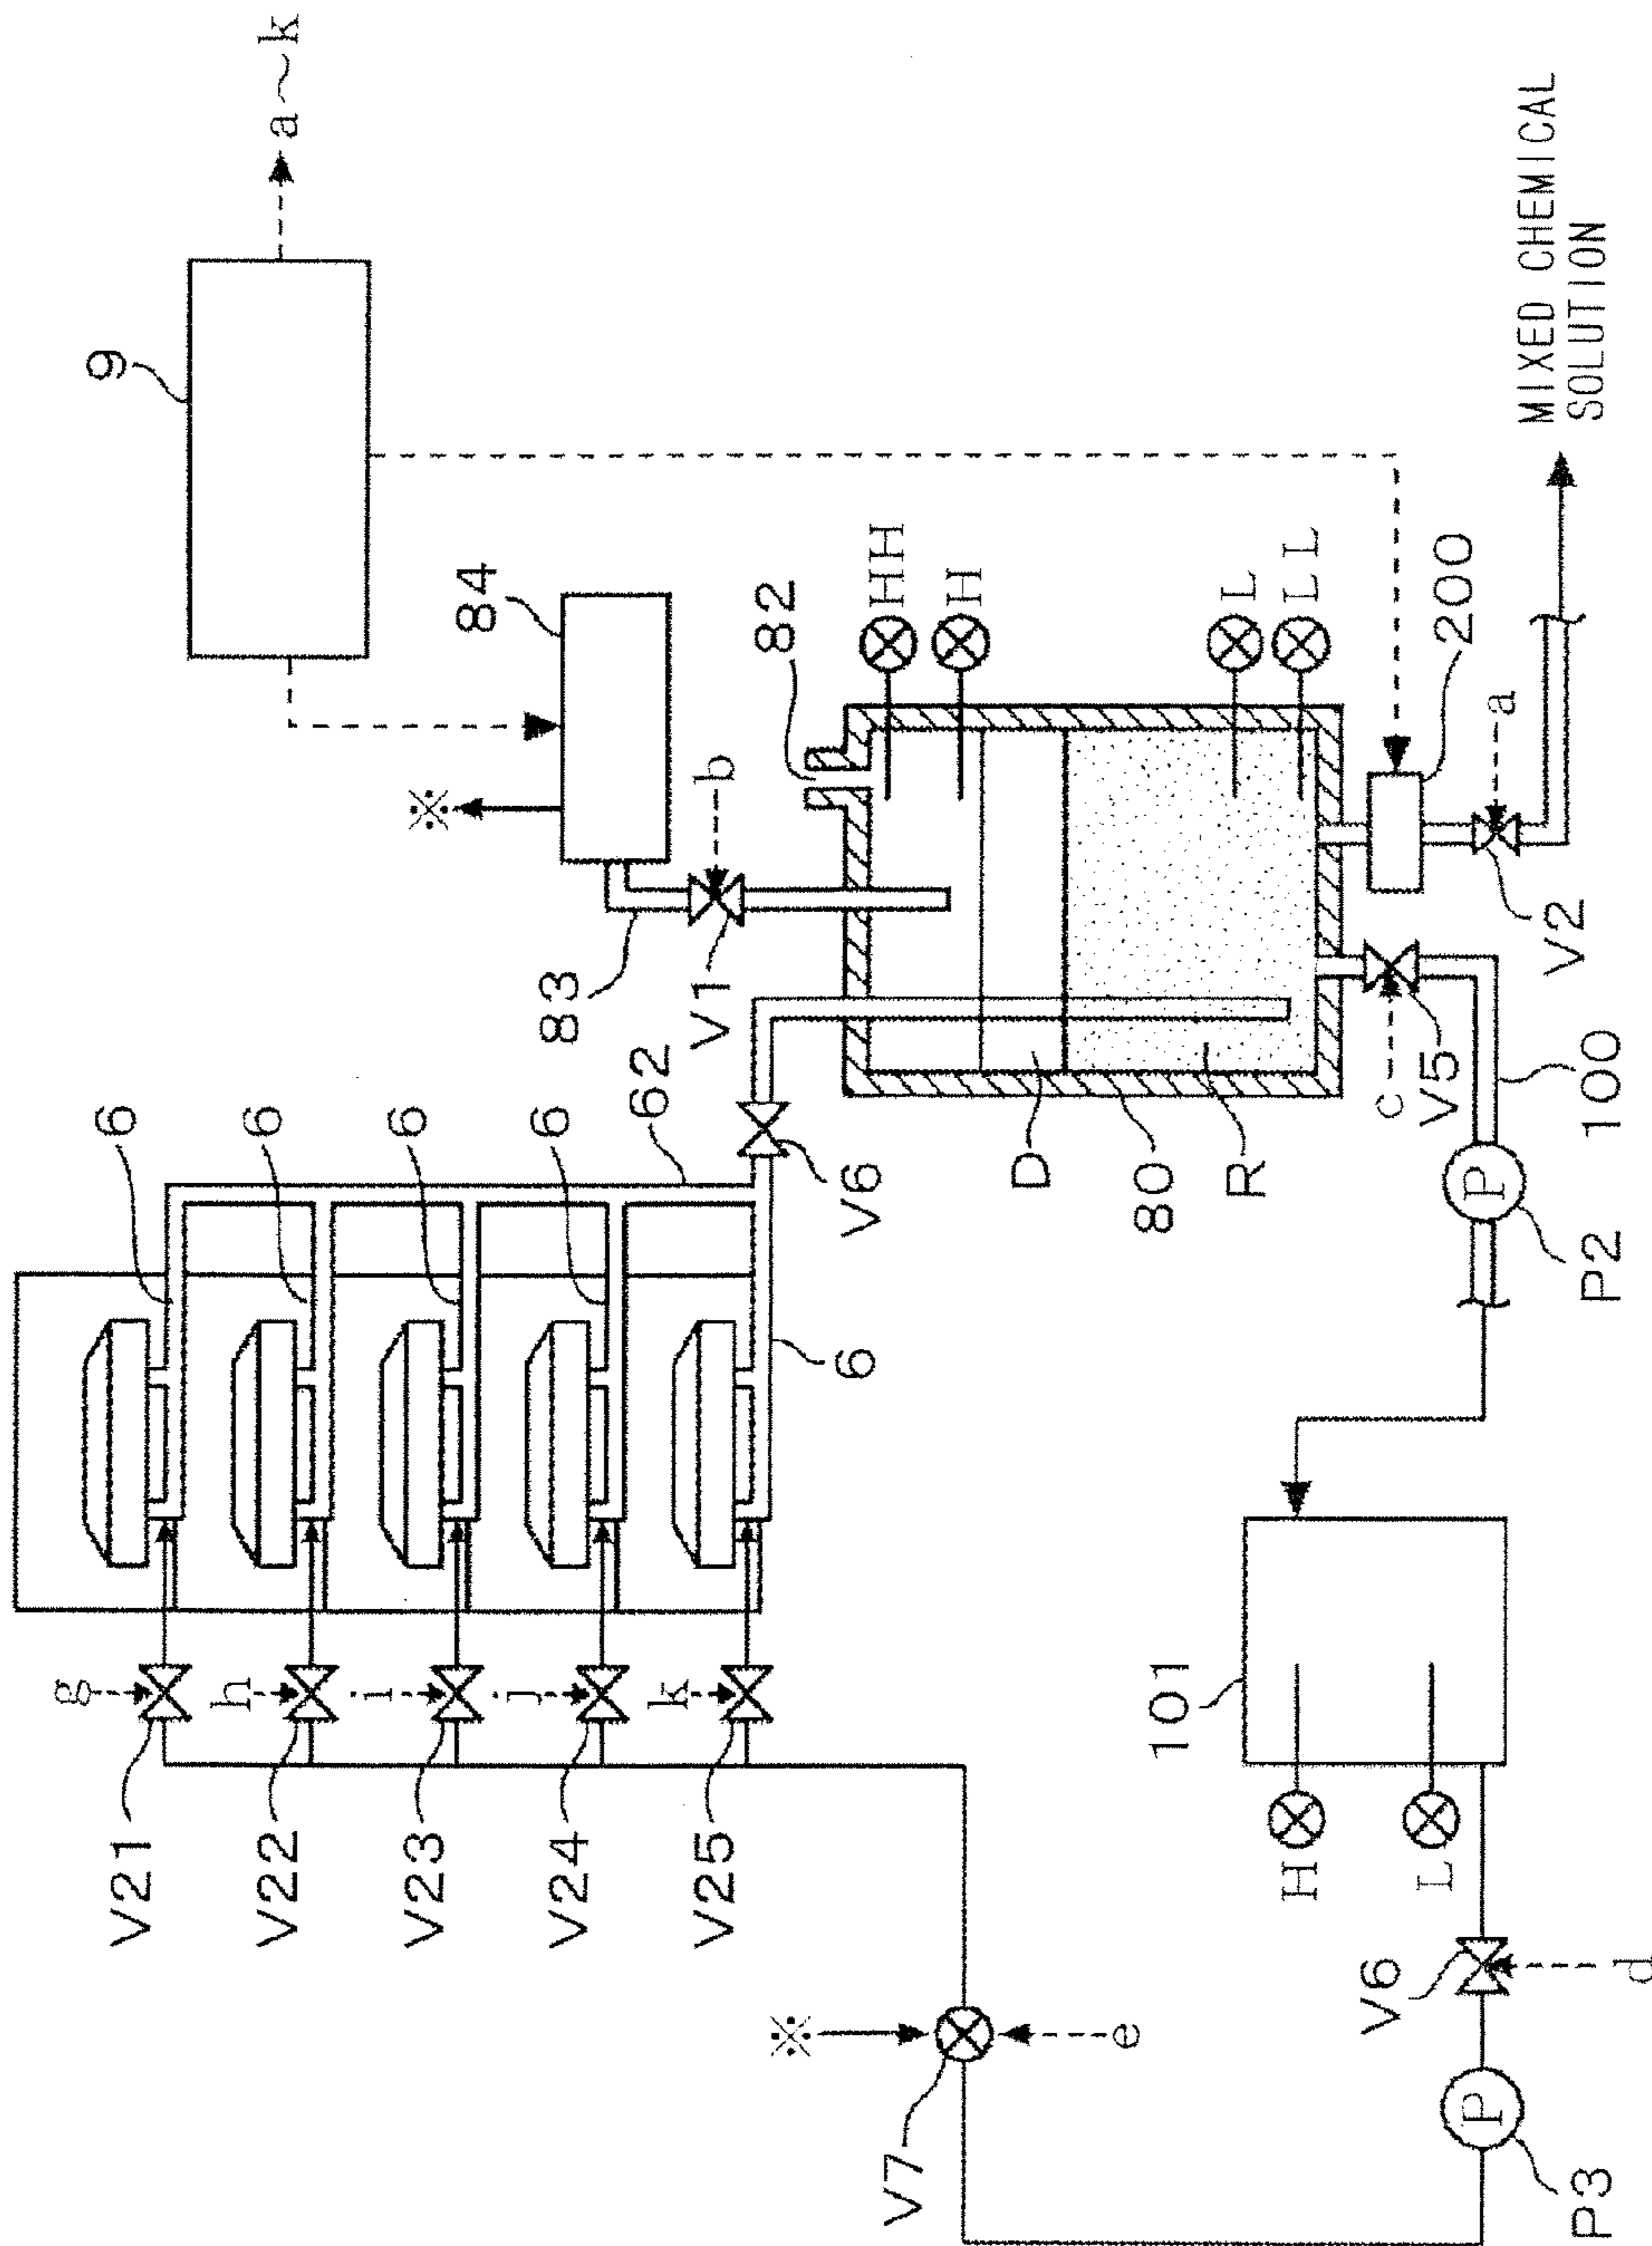 9
a~k
84
※
b
83
V1
82
HH
H
L
LL
200
a
V2
MIXED CHEMICAL
SOLUTION
6
6
6
6
6
62
V6
D
80
R
c
V5
100
P
P2
g
h
i
j
k
V21
V22
V23
V24
V25
101
H
L
V6
d
※
e
V7
P
P3